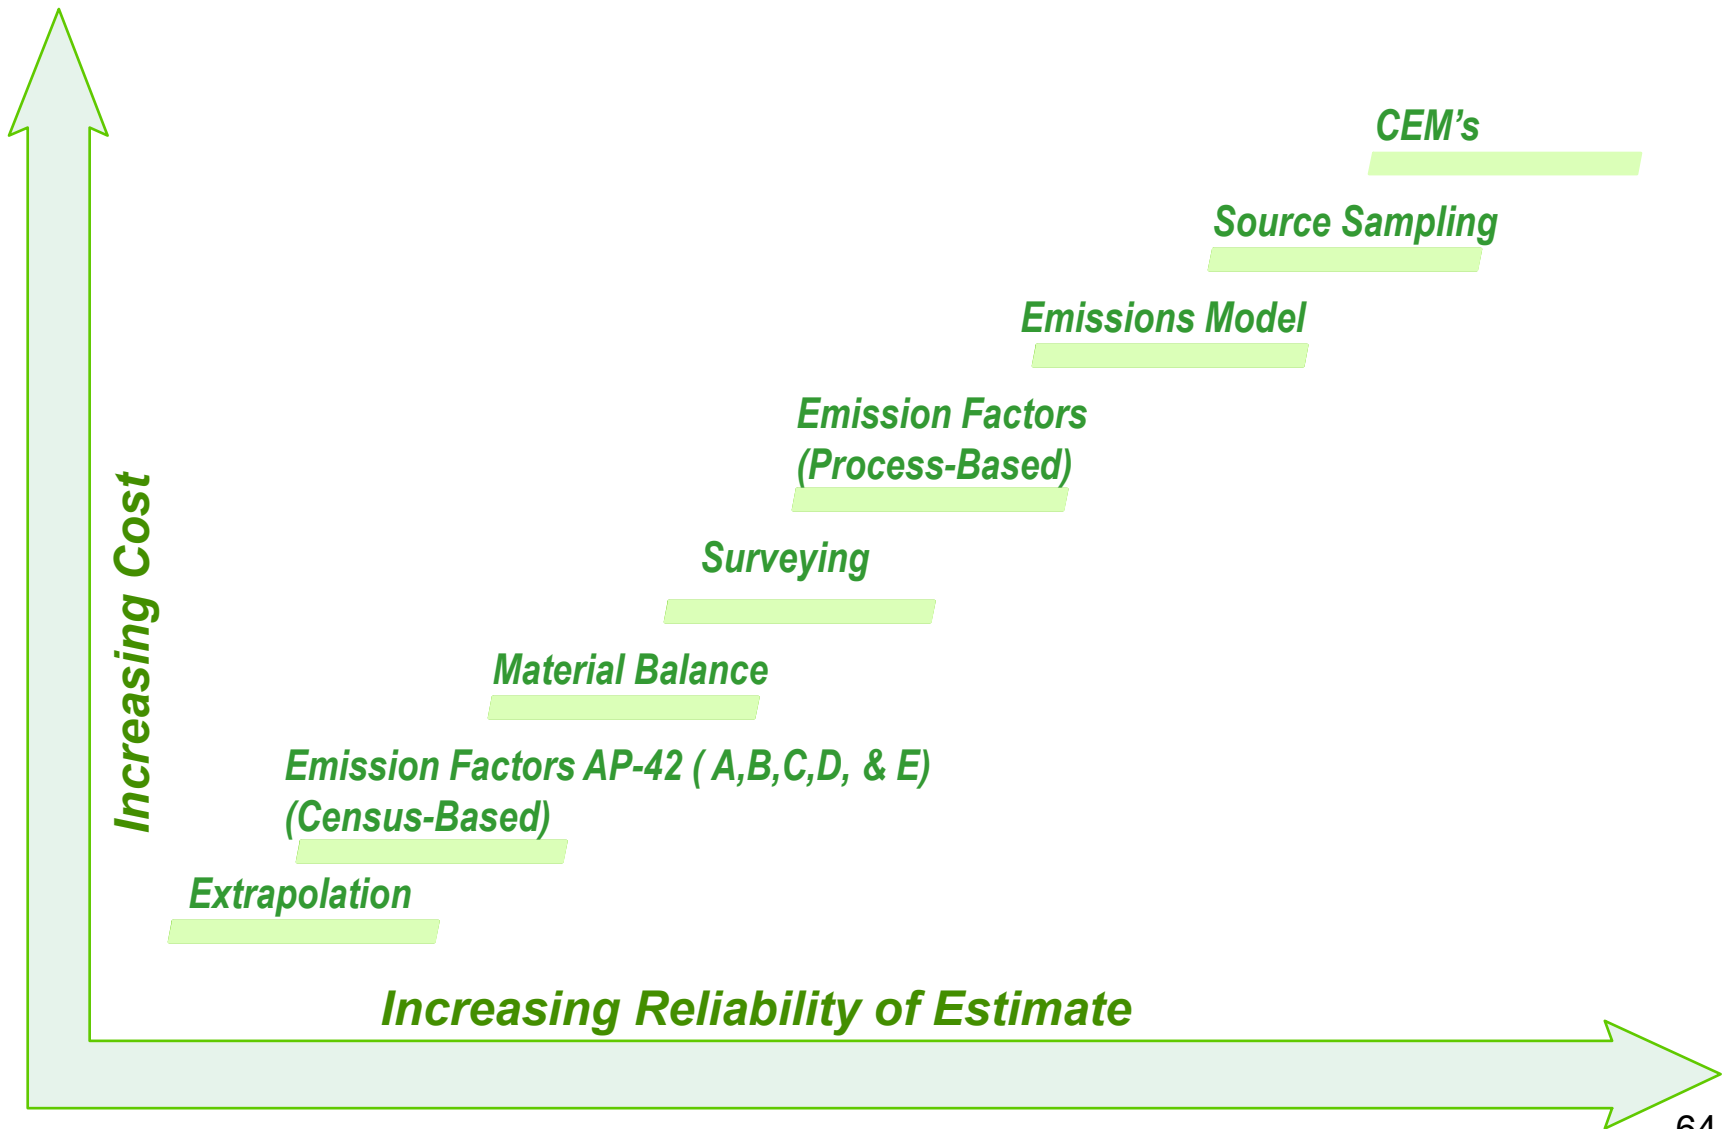 CEM's
Source Sampling
Emissions Model
Emission Factors
(Process-Based)
Surveying
Material Balance
Emission Factors AP-42 ( A,B,C,D, & E)
(Census-Based)
Extrapolation
Increasing Cost
Increasing Reliability of Estimate
64